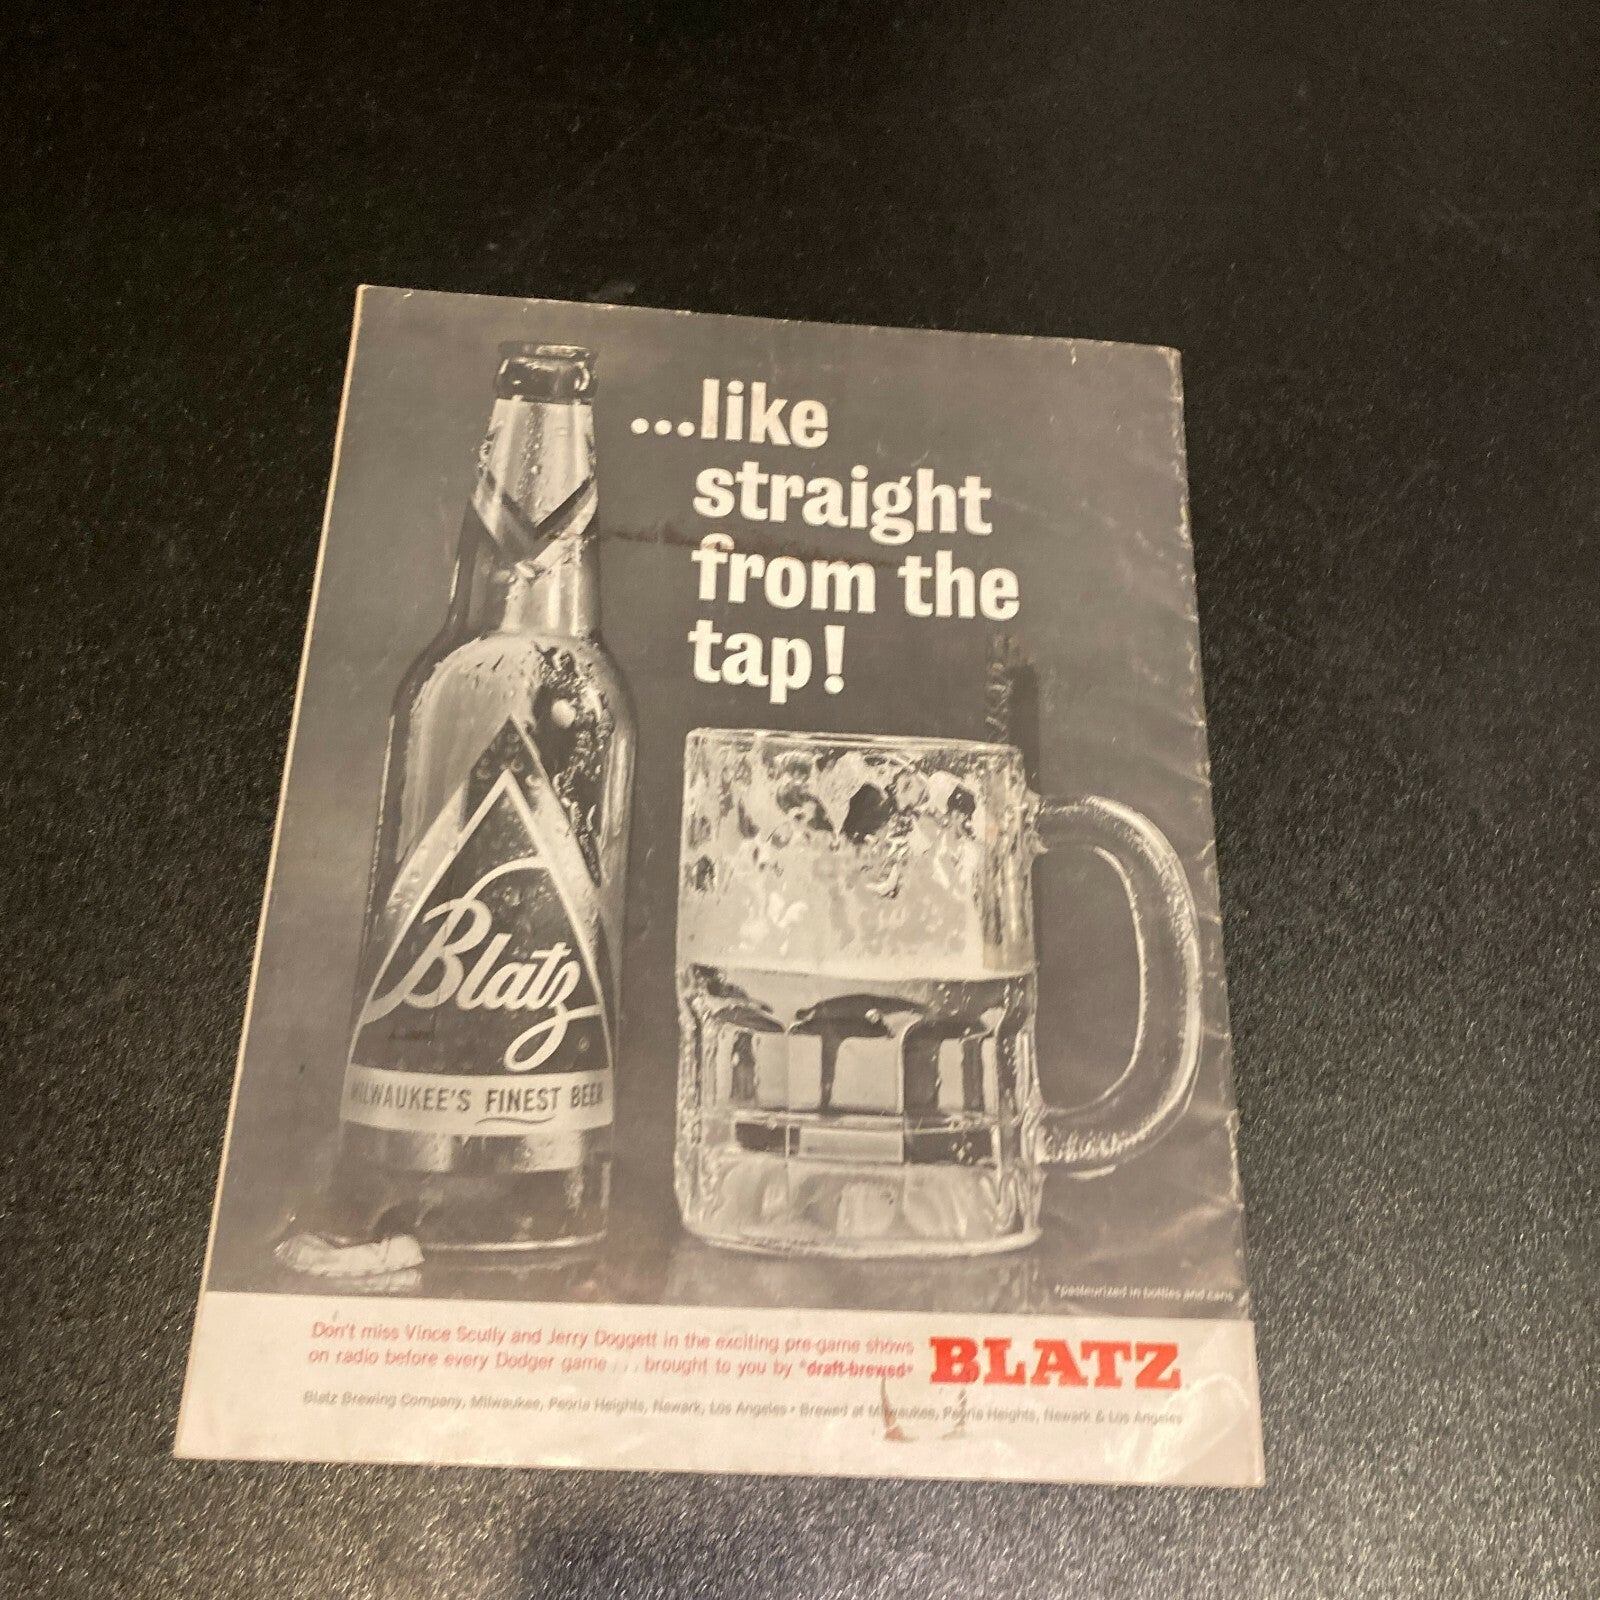 ...like
straight
from the
tap!
Blatz
MILWAUKEE'S FINEST BEER
*pasteurized in bottles and cans
Don't miss Vince Scully and Jerry Doggett in the exciting pre-game shows
on radio before every Dodger game . . . brought to you by *draft-brewed*
BLATZ
Blatz Brewing Company, Milwaukee, Peoria Heights, Newark, Los Angeles • Brewed at Milwaukee, Peoria Heights, Newark & Los Angeles